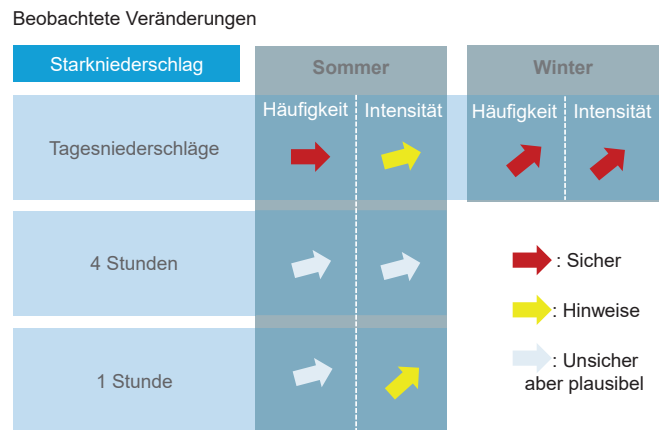 Beobachtete Veränderungen
Starkniederschlag
Sommer
Winter
Häufigkeit
Intensität
Häufigkeit
Intensität
Tagesniederschläge
4 Stunden
1 Stunde
: Sicher
: Hinweise
: Unsicher
aber plausibel